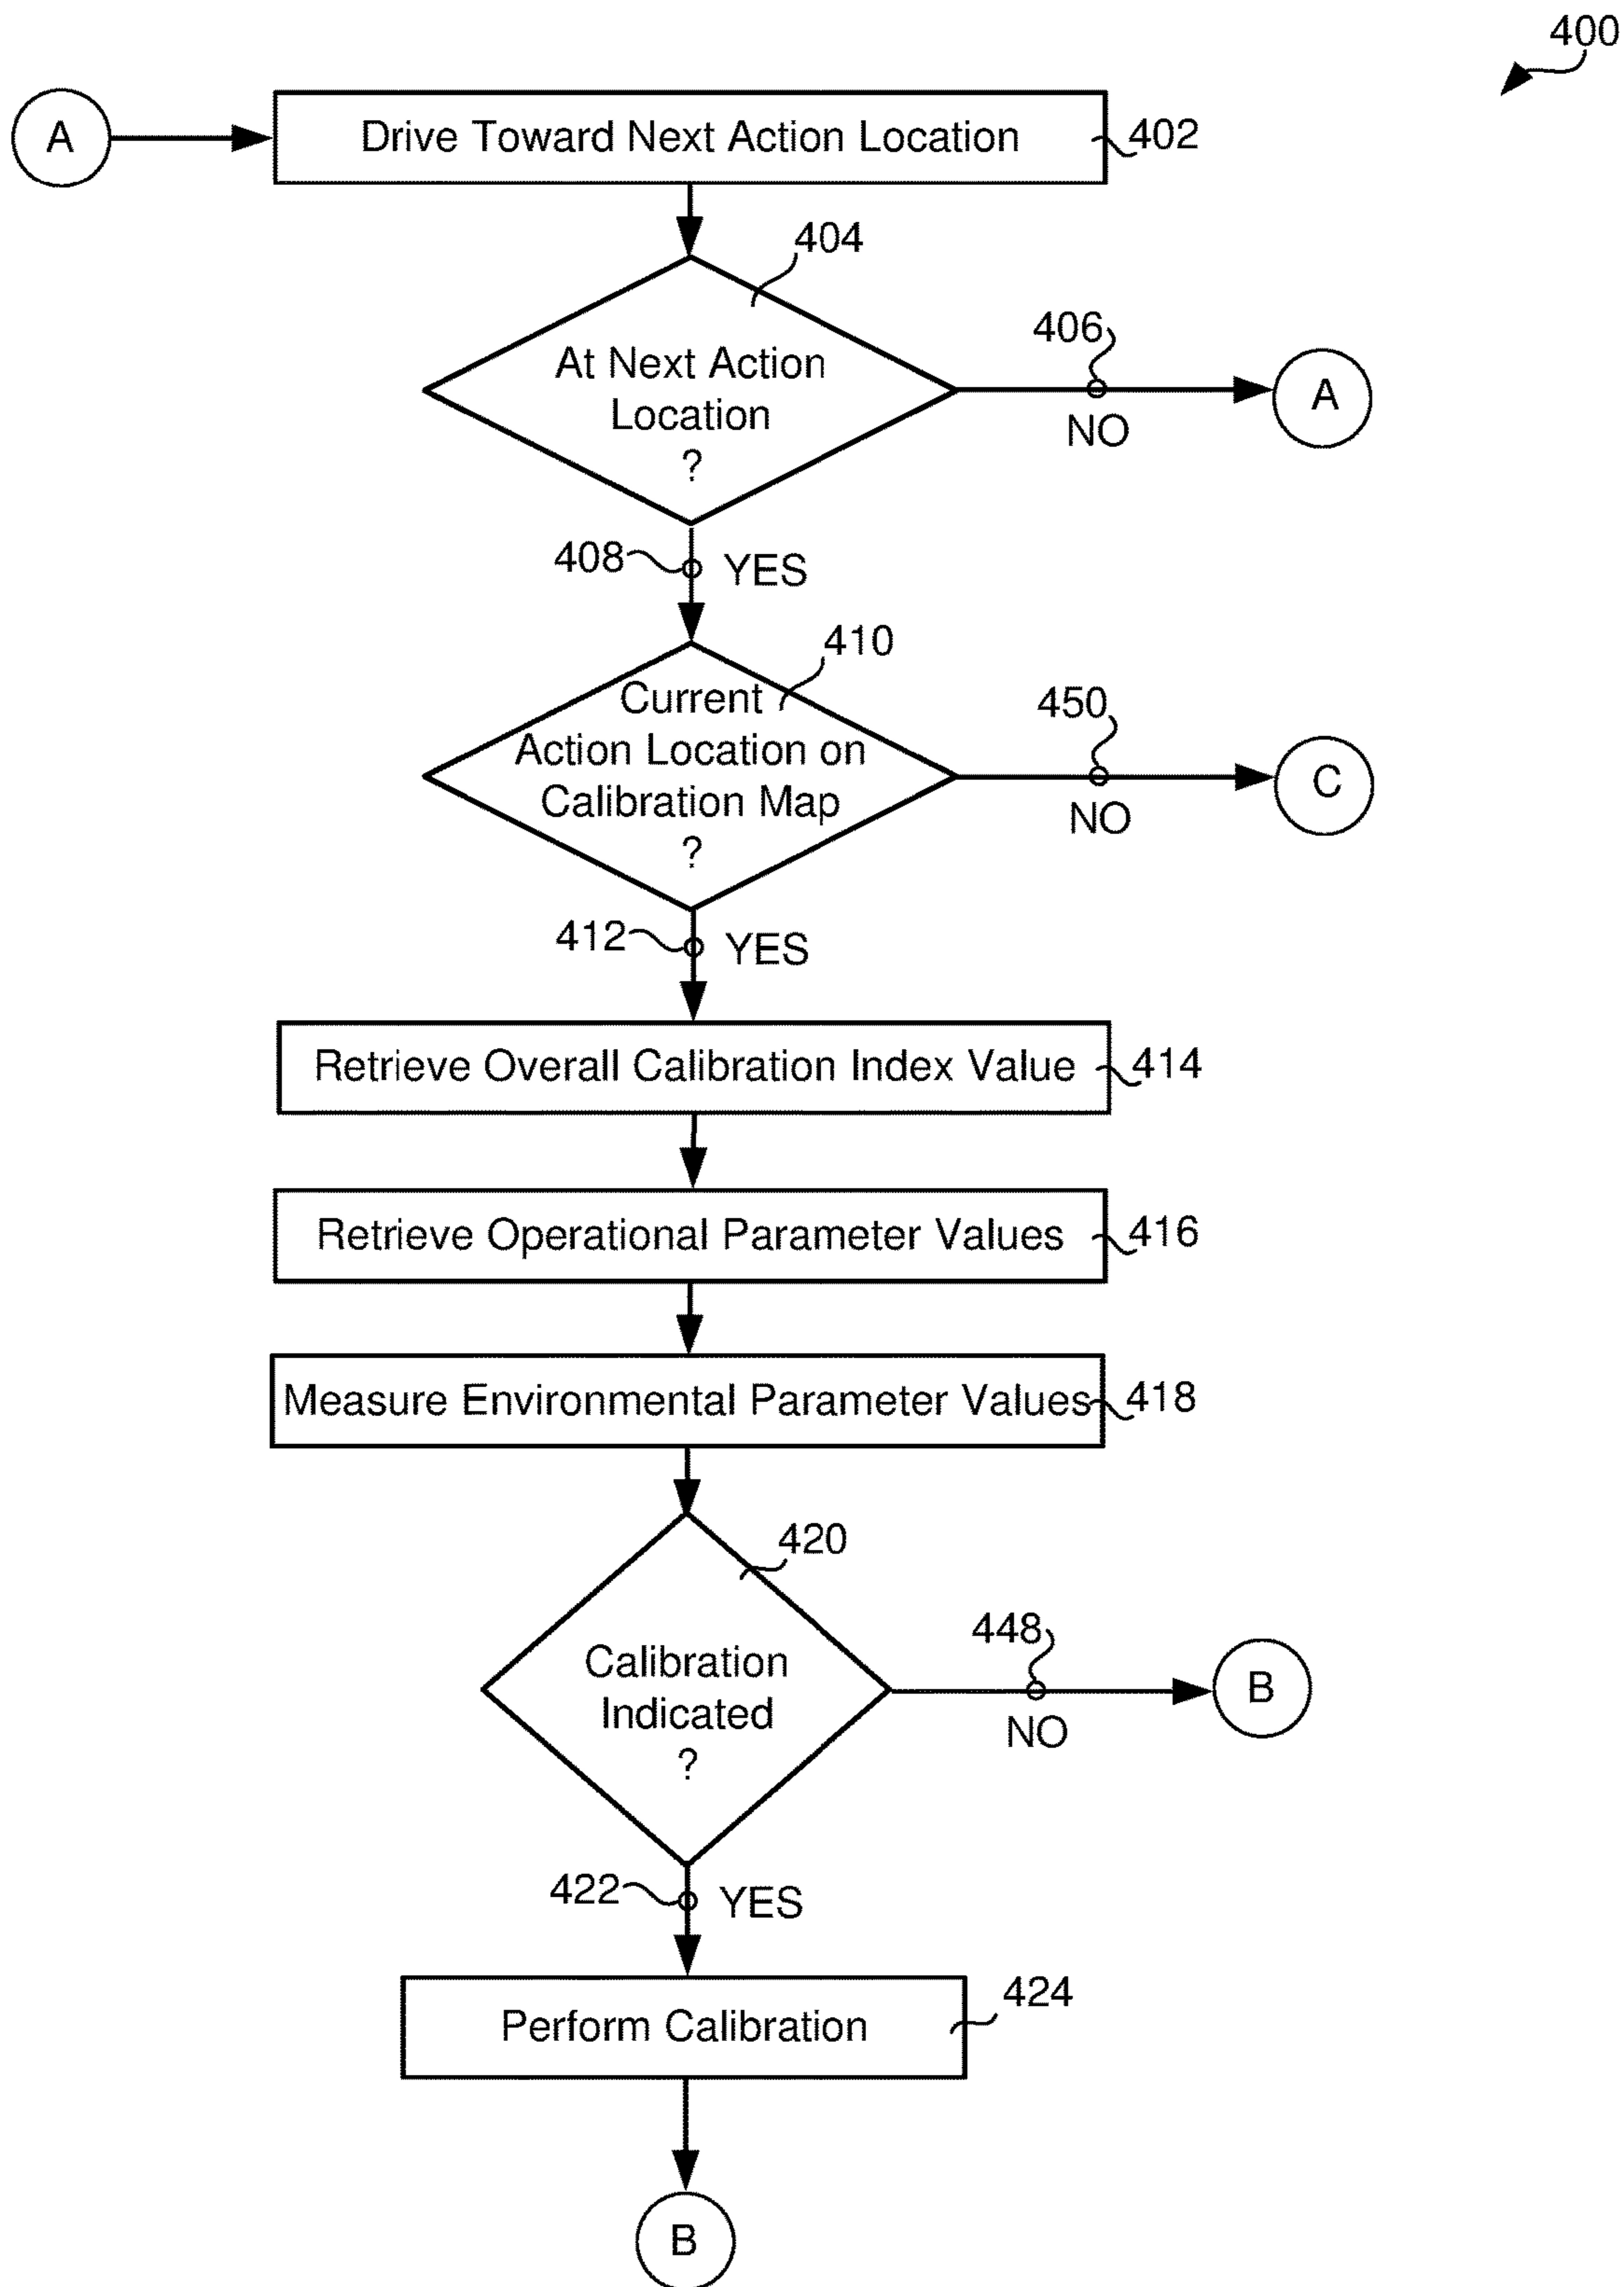 400
A
Drive Toward Next Action Location
402
404
At Next Action
Location
?
406
NO
A
408
YES
410
Current
Action Location on
Calibration Map
?
450
NO
C
412
YES
Retrieve Overall Calibration Index Value
414
Retrieve Operational Parameter Values
416
Measure Environmental Parameter Values
418
420
Calibration
Indicated
?
448
NO
B
422
YES
Perform Calibration
424
B